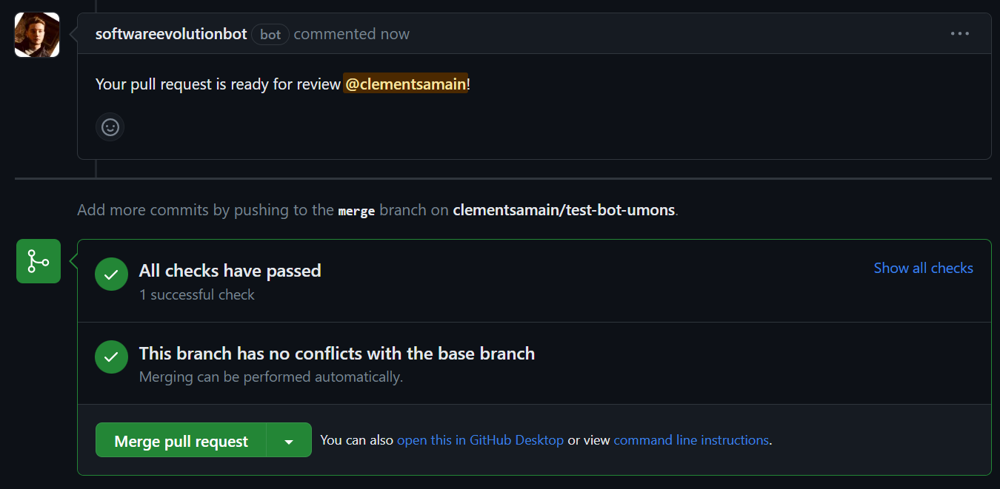 softwareevolutionbot bot commented now
Your pull request is ready for review @clementsamain!
Add more commits by pushing to the merge branch on clementsamain/test-bot-umons.
All checks have passed
Show all checks
1 successful check
This branch has no conflicts with the base branch
Merging can be performed automatically.
Merge pull request You can also open this in GitHub Desktop or view command line instructions.